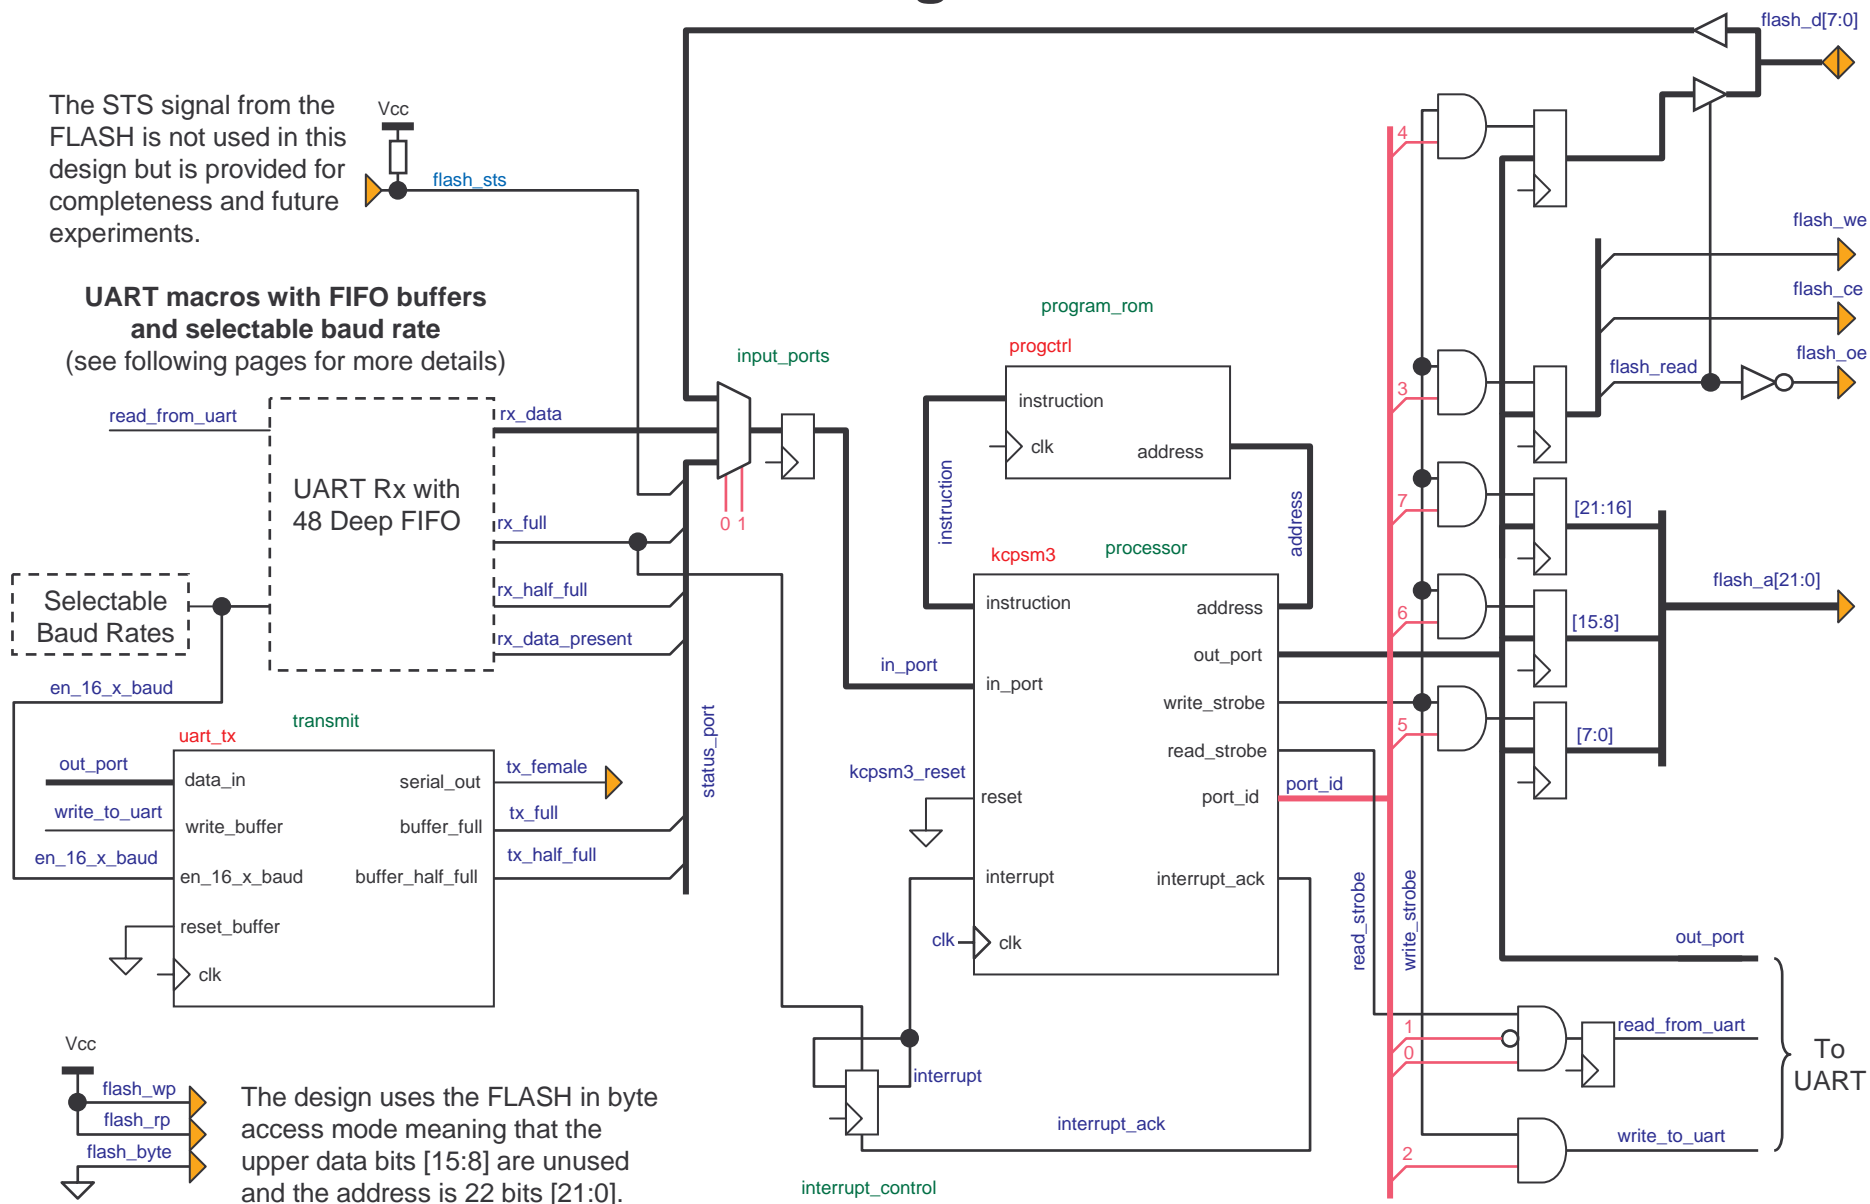 g
flash_d[7:0]
The STS signal from the
FLASH is not used in this
design but is provided for
completeness and future
experiments.
Vcc
flash_sts
4
flash_we
flash_ce
flash_oe
flash_read
UART macros with FIFO buffers
and selectable baud rate
(see following pages for more details)
program_rom
progctrl
instruction
clk
address
input_ports
0 1
read_from_uart
rx_data
UART Rx with
48 Deep FIFO
rx_full
rx_half_full
rx_data_present
Selectable
Baud Rates
en_16_x_baud
instruction
address
3
7
6
5
[21:16]
[15:8]
[7:0]
flash_a[21:0]
kcpsm3
processor
instruction
address
out_port
in_port
in_port
write_strobe
read_strobe
kcpsm3_reset
reset
port_id
port_id
interrupt
interrupt_ack
clk
clk
transmit
uart_tx
out_port
data_in
serial_out
tx_female
write_to_uart
write_buffer
buffer_full
tx_full
en_16_x_baud
en_16_x_baud
buffer_half_full
tx_half_full
reset_buffer
clk
status_port
read_strobe
write_strobe
out_port
1
0
read_from_uart
To
UART
2
write_to_uart
interrupt
interrupt_ack
interrupt_control
Vcc
flash_wp
flash_rp
flash_byte
The design uses the FLASH in byte
access mode meaning that the
upper data bits [15:8] are unused
and the address is 22 bits [21:0].